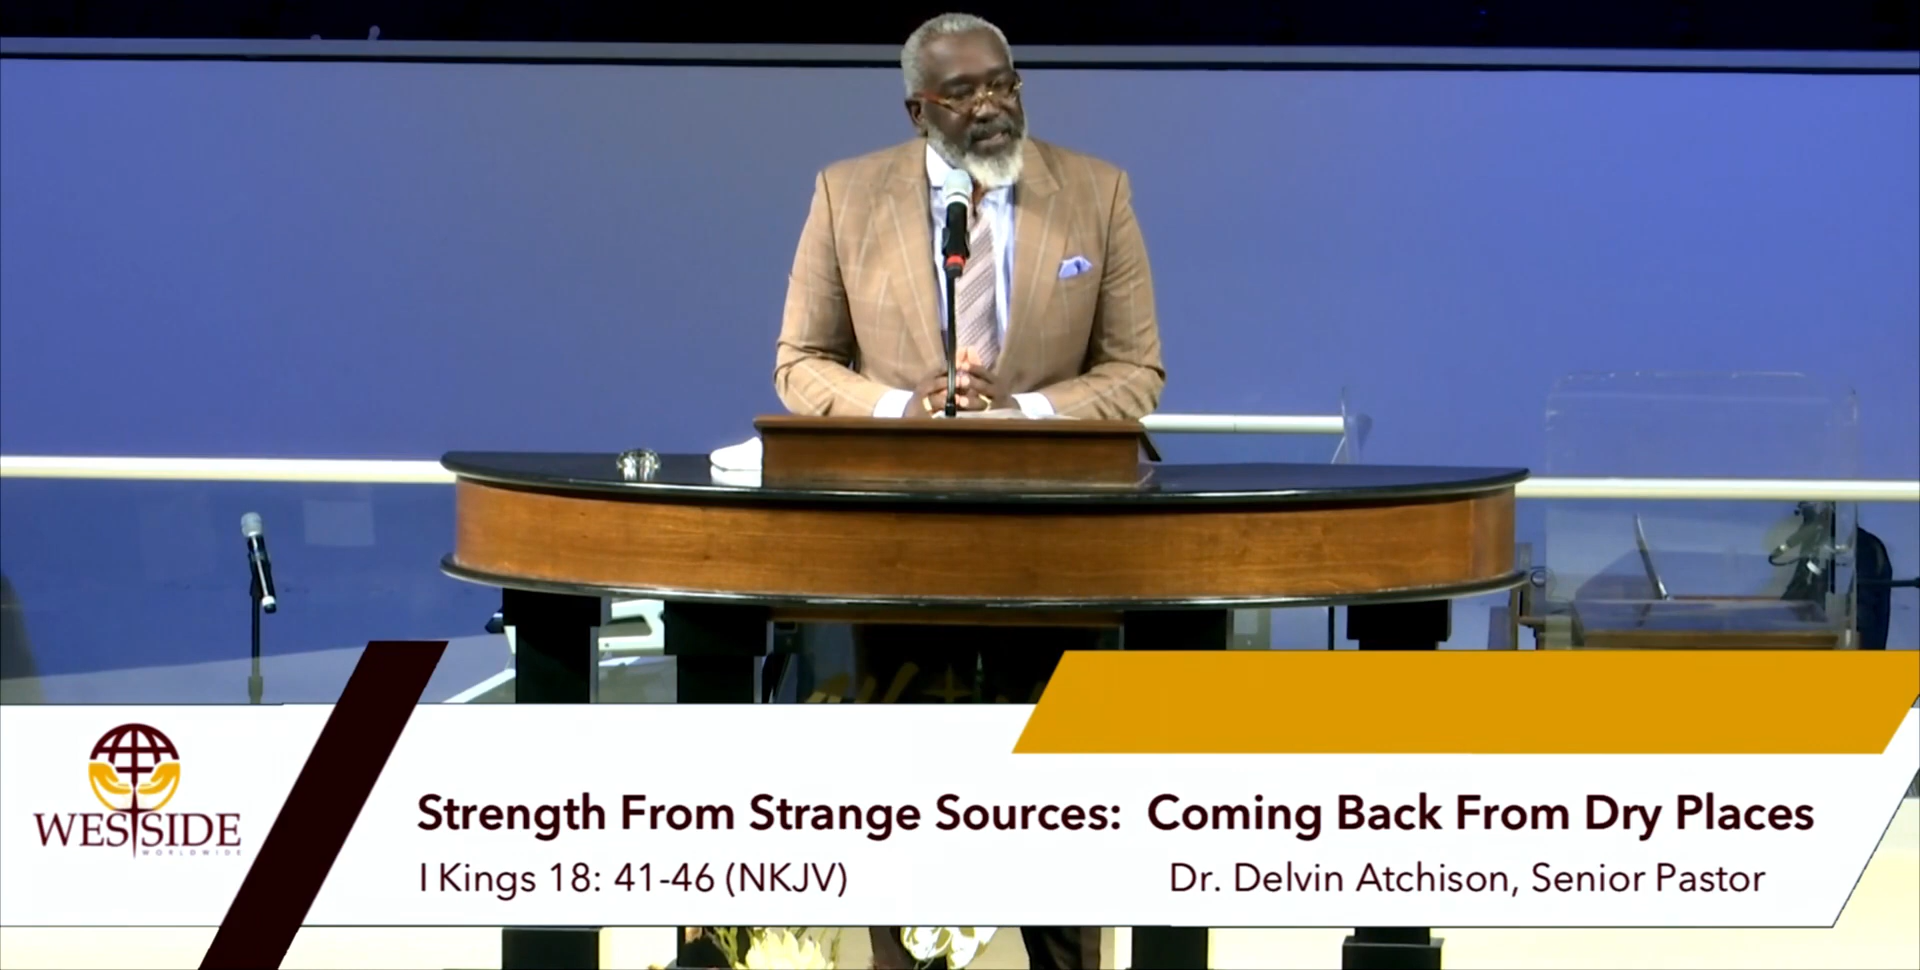 Strength From Strange Sources: Coming Back From Dry Places
I Kings 18: 41-46 (NKJV)
Dr. Delvin Atchison, Senior Pastor
WESTSIDE
WORLDWIDE